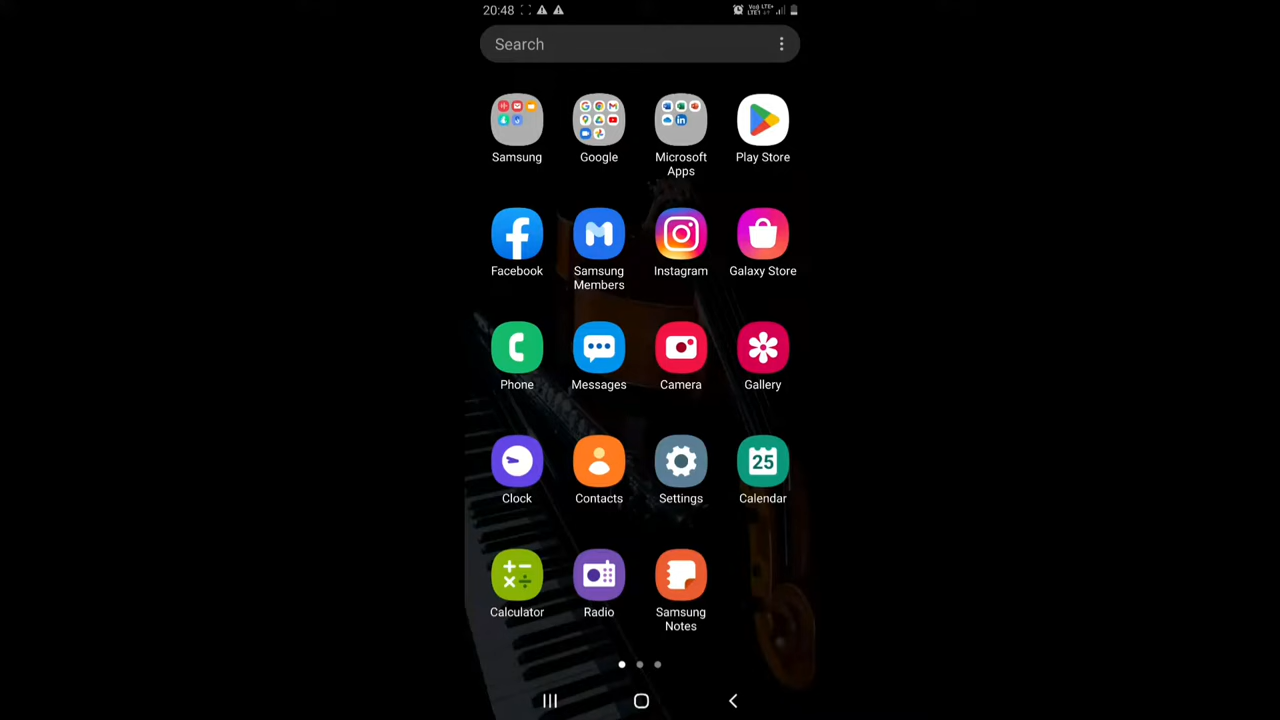 20:48
Search
Samsung
Google
Microsoft
Apps
Play Store
Facebook
Samsung
Members
Instagram
Galaxy Store
Phone
Messages
Camera
Gallery
Clock
Contacts
Settings
25
Calendar
Calculator
Radio
Samsung
Notes